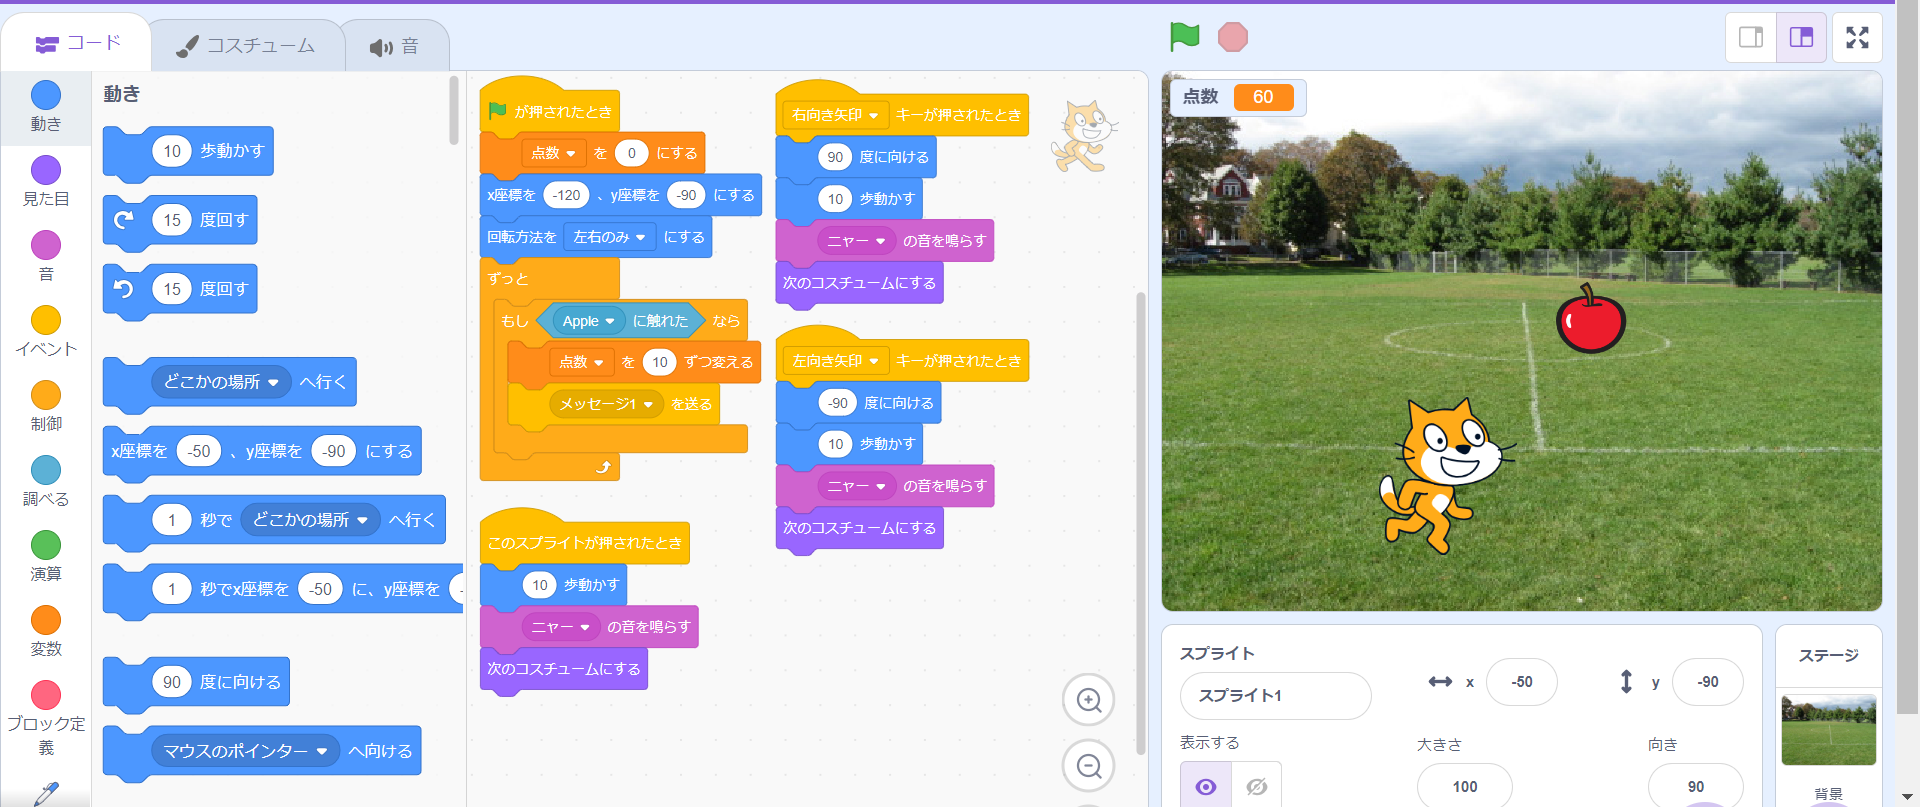 コード
コスチューム
音
動き
見た目
音
イベント
制御
調べる
演算
変数
ブロック定
義
動き
10 歩動かす
15 度回す
15 度回す
どこかの場所 へ行く
x座標を -50 、y座標を -90 にする
1 秒で どこかの場所 へ行く
1 秒でx座標を -50 に、y座標を
90 度に向ける
マウスのポインター へ向ける
が押されたとき
点数 を 0 にする
x座標を -120 、y座標を -90 にする
回転方法を 左右のみ にする
ずっと
もし Apple に触れた なら
点数 を 10 ずつ変える
メッセージ1 を送る
このスプライトが押されたとき
10 歩動かす
ニャー の音を鳴らす
次のコスチュームにする
右向き矢印 キーが押されたとき
90 度に向ける
10 歩動かす
ニャー の音を鳴らす
次のコスチュームにする
左向き矢印 キーが押されたとき
-90 度に向ける
10 歩動かす
ニャー の音を鳴らす
次のコスチュームにする
点数 60
スプライト
スプライト1
x -50
y -90
表示する
大きさ
100
向き
90
ステージ
背景